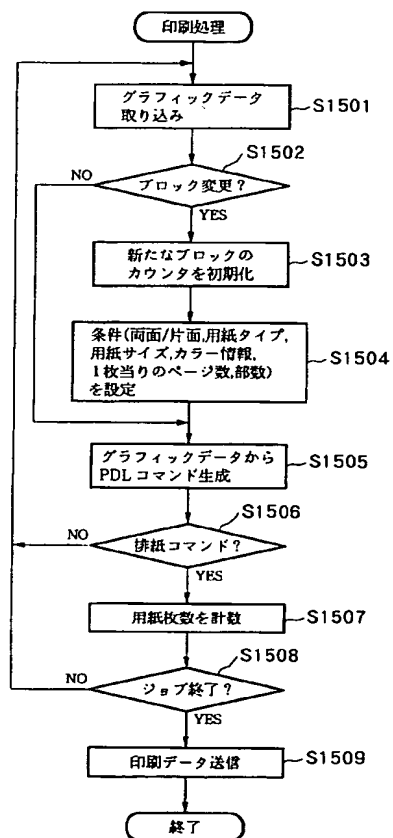 印刷処理
グラフィックデータ
取り込み
S1501
S1502
ブロック変更？
NO
YES
新たなブロックの
カウンタを初期化
S1503
条件(両面/片面,用紙タイプ,
用紙サイズ,カラー情報,
１枚当りのページ数,部数)
を設定
S1504
グラフィックデータから
PDLコマンド生成
S1505
S1506
排紙コマンド？
NO
YES
用紙枚数を計数
S1507
S1508
ジョブ終了？
NO
YES
印刷データ送信
S1509
終了